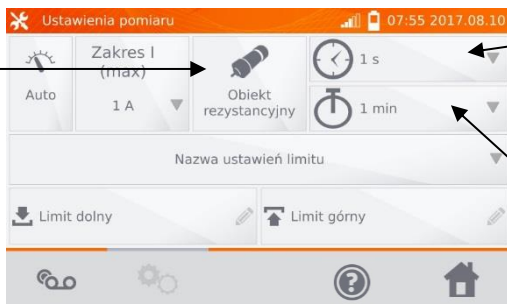 Ustawienia pomiaru
07:55 2017.08.10
Auto
Zakres I
(max)
1 A
Obiekt
rezystancyjny
1 s
1 min
Nazwa ustawień limitu
Limit dolny
Limit górny